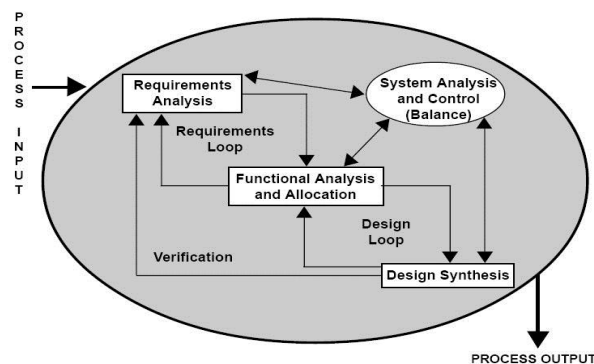 PROCESS INPUT
Requirements
Analysis
System Analysis
and Control
(Balance)
Requirements
Loop
Functional Analysis
and Allocation
Design
Loop
Verification
Design Synthesis
PROCESS OUTPUT